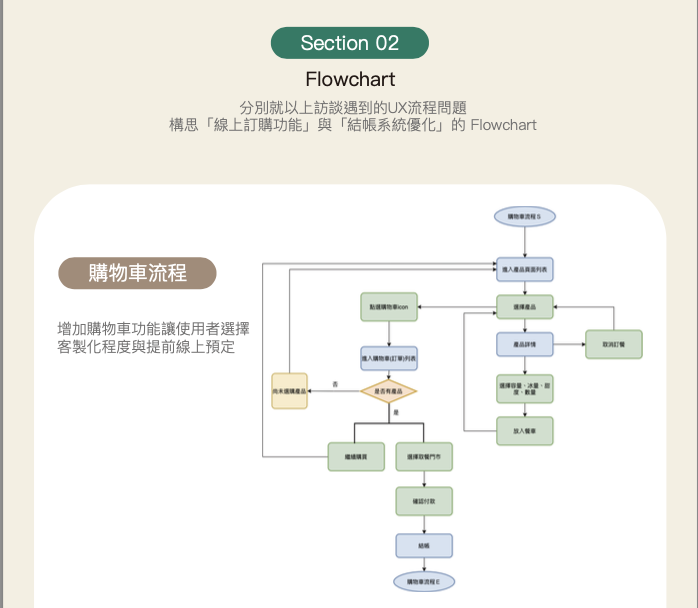 Section 02
Flowchart
分別就以上訪談遇到的UX流程問題
構思「線上訂購功能」與「結帳系統優化」的 Flowchart
購物車流程
增加購物車功能讓使用者選擇
客製化程度與提前線上預定
購物車流程 S
進入產品頁面列表
選擇產品
點選購物車icon
產品詳情
取消訂餐
進入購物車(訂單)列表
選擇容量、冰量、甜
度、數量
尚未選購產品
否
是否有產品
是
放入餐車
繼續購買
選擇取餐門市
確認付款
結帳
購物車流程 E